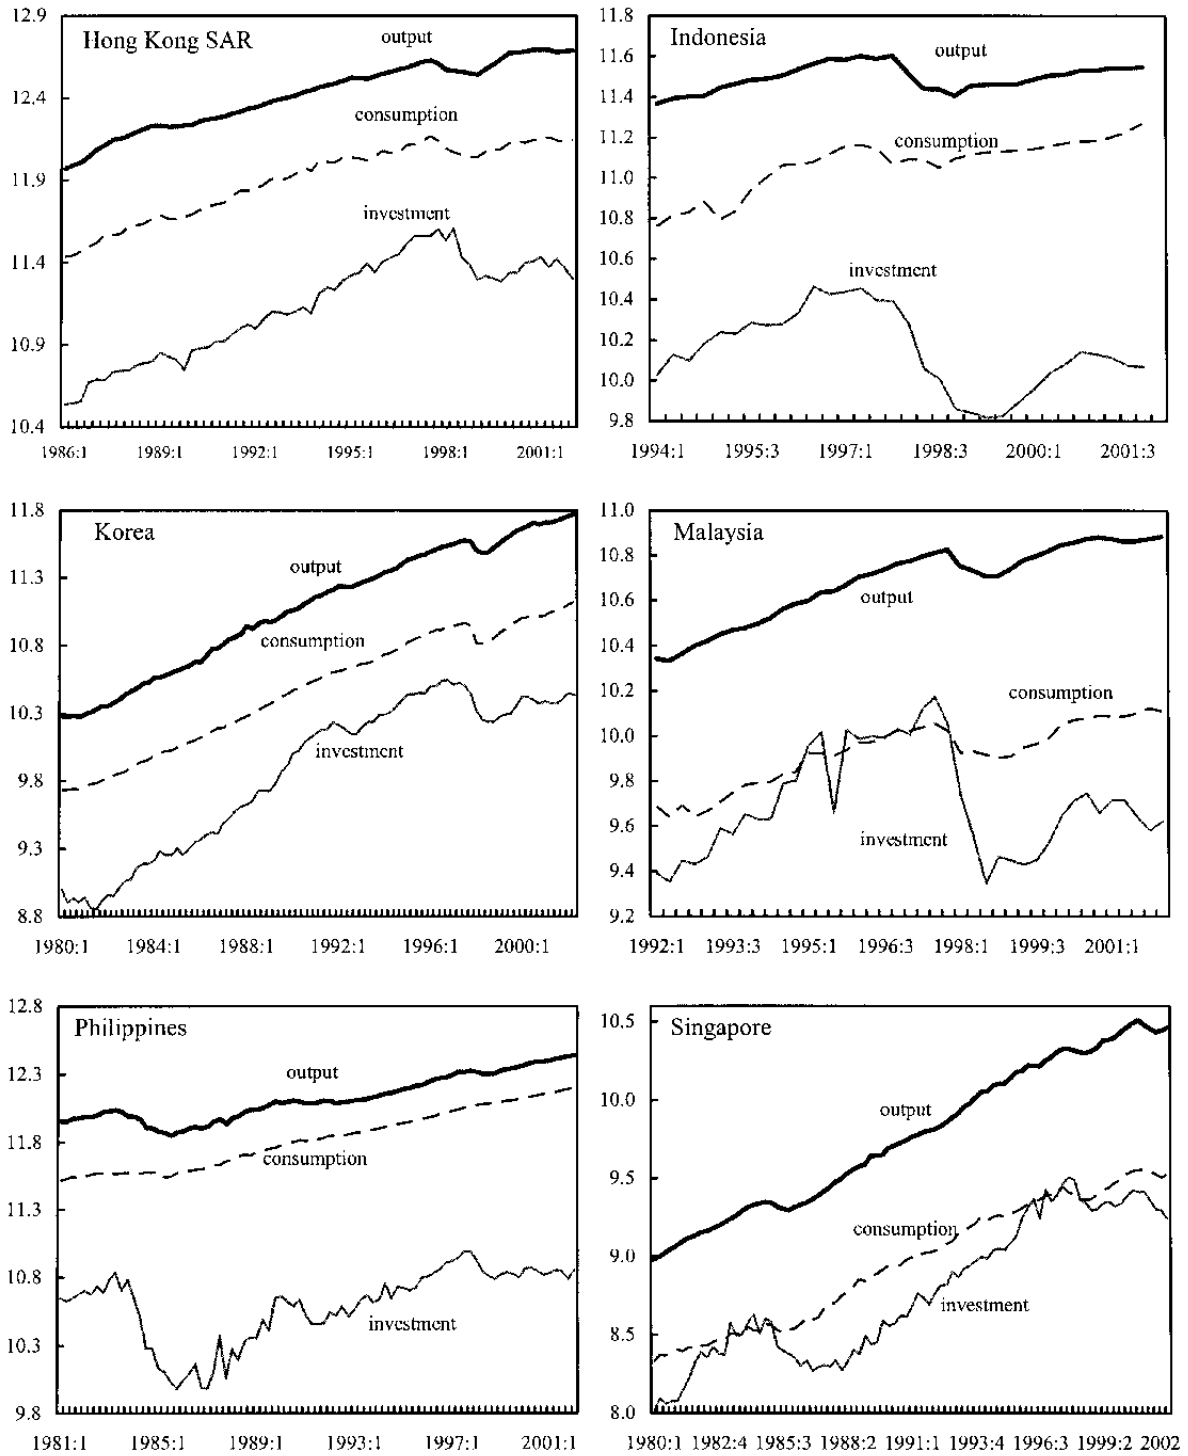 Hong Kong SAR
12.9
12.4
11.9
11.4
10.9
10.4
output
consumption
investment
1986:1 1989:1 1992:1 1995:1 1998:1 2001:1
Indonesia
11.8
11.6
11.4
11.2
11.0
10.8
10.6
10.4
10.2
10.0
9.8
output
consumption
investment
1994:1 1995:3 1997:1 1998:3 2000:1 2001:3
Korea
11.8
11.3
10.8
10.3
9.8
9.3
8.8
output
consumption
investment
1980:1 1984:1 1988:1 1992:1 1996:1 2000:1
Malaysia
11.0
10.8
10.6
10.4
10.2
10.0
9.8
9.6
9.4
9.2
output
consumption
investment
1992:1 1993:3 1995:1 1996:3 1998:1 1999:3 2001:1
Philippines
12.8
12.3
11.8
11.3
10.8
10.3
9.8
output
consumption
investment
1981:1 1985:1 1989:1 1993:1 1997:1 2001:1
Singapore
10.5
10.0
9.5
9.0
8.5
8.0
output
consumption
investment
1980:1 1982:4 1985:3 1988:2 1991:1 1993:4 1996:3 1999:2 2002